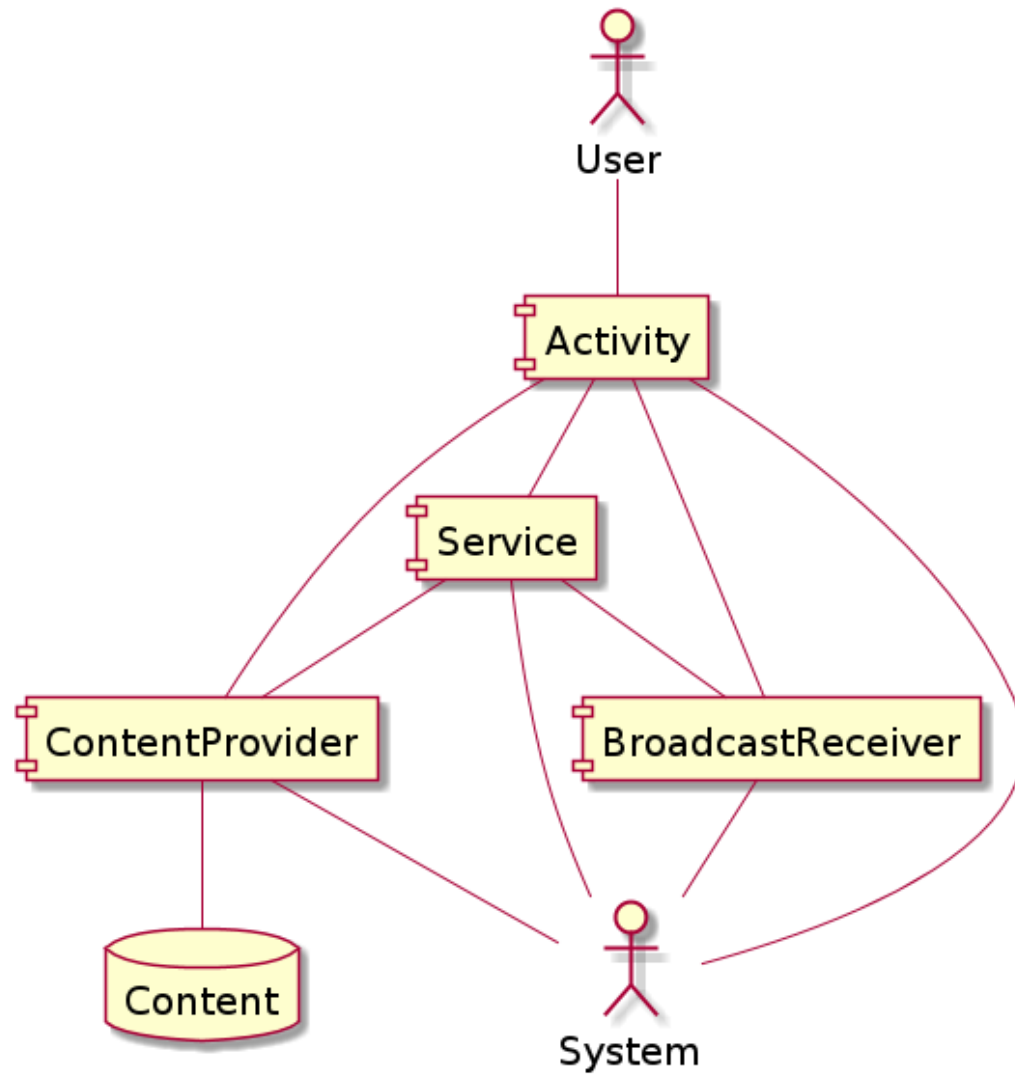 User
Activity
Service
ContentProvider
BroadcastReceiver
Content
System